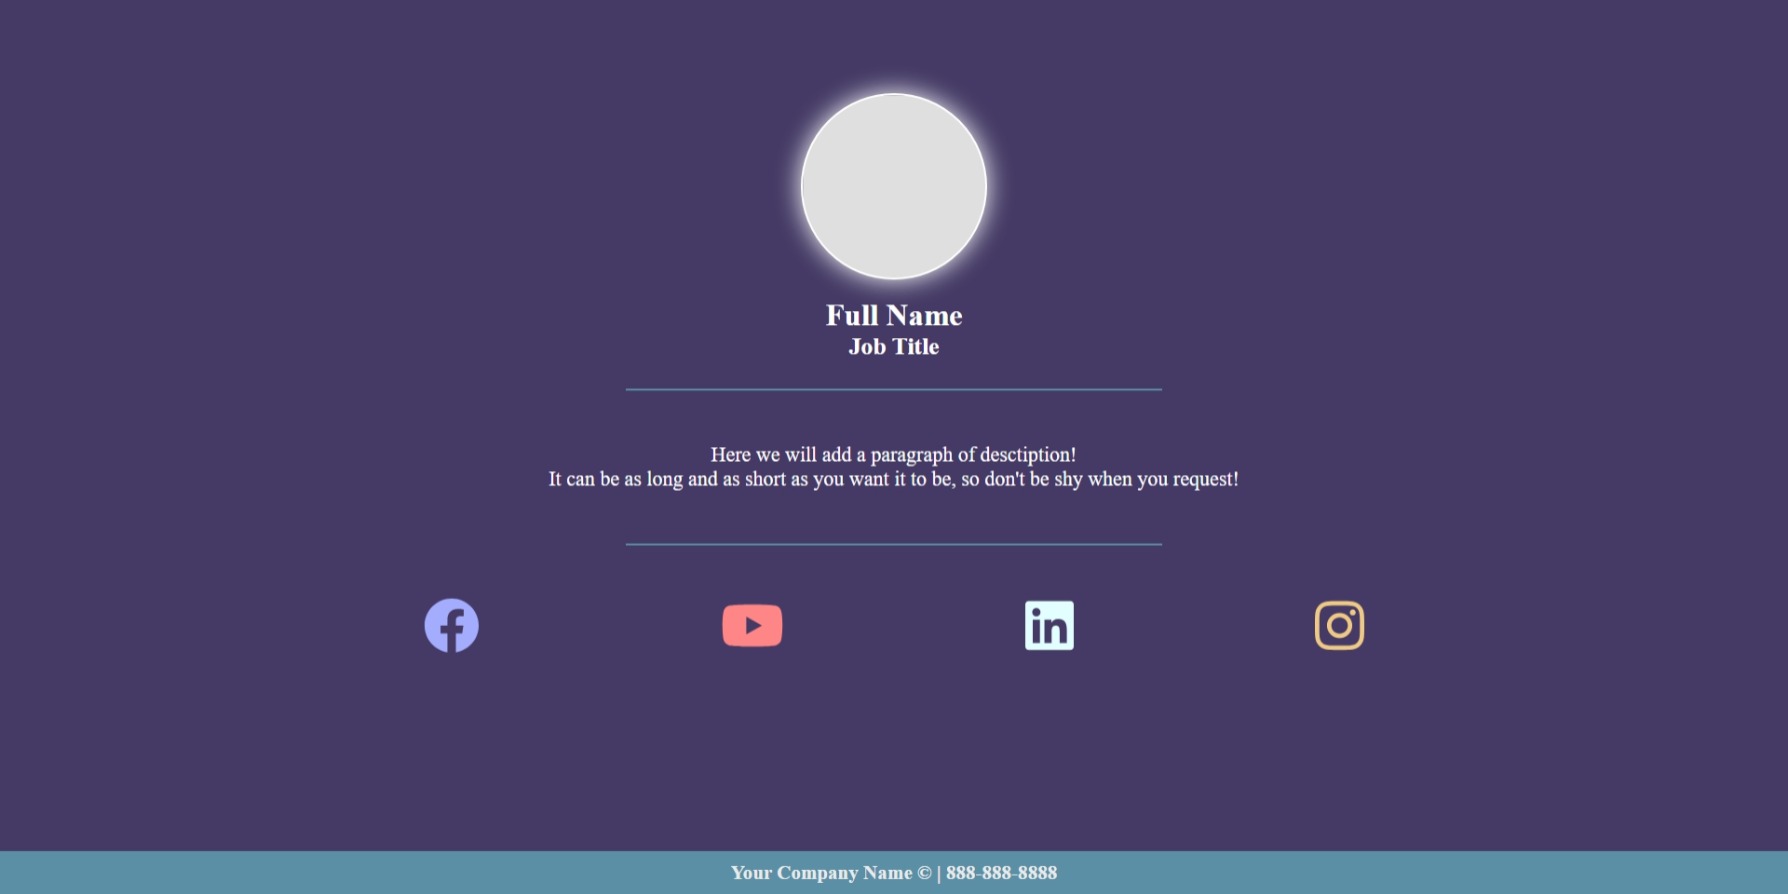 Full Name
Job Title
Here we will add a paragraph of desctiption!
It can be as long and as short as you want it to be, so don't be shy when you request!
in
Your Company Name © | 888-888-8888